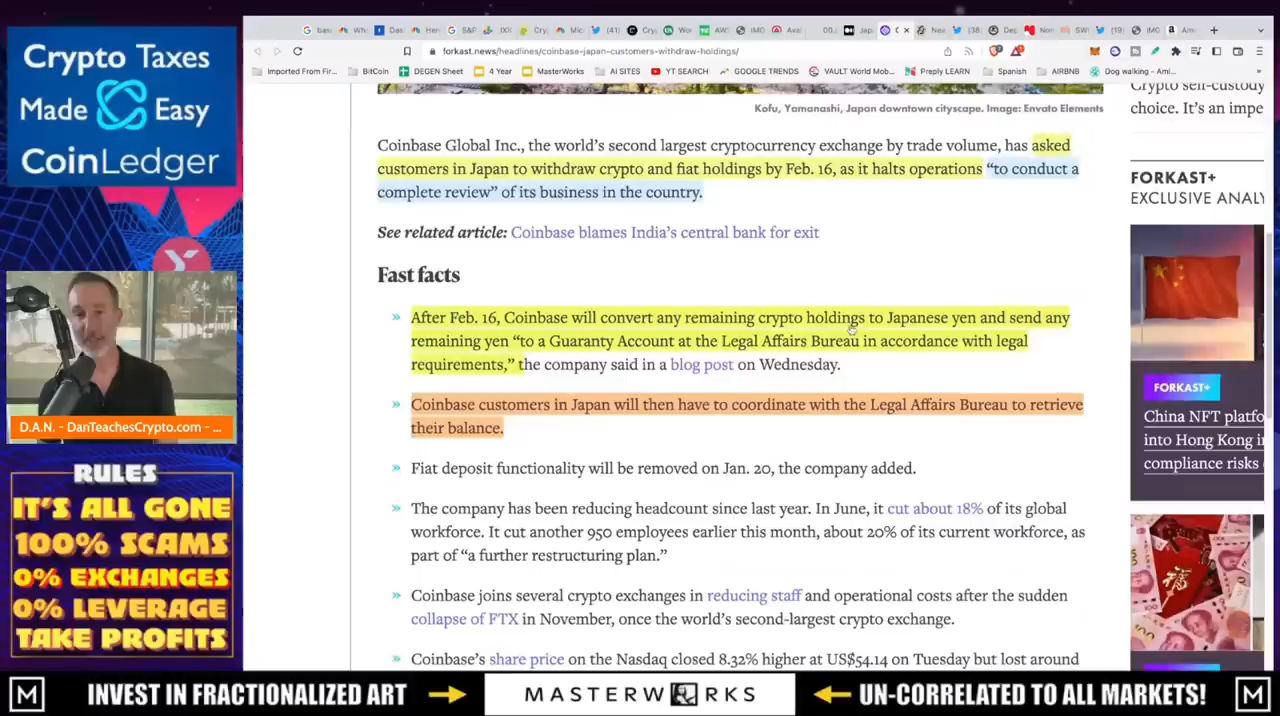 Crypto Taxes
Made Easy
CoinLedger
D.A.N. - DanTeachesCrypto.com - ...
RULES
IT'S ALL GONE
100% SCAMS
0% EXCHANGES
0% LEVERAGE
TAKE PROFITS
forkast.news/headlines/coinbase-japan-customers-withdraw-holdings/
Imported From Fir... BitCoin DEGEN Sheet 4 Year MasterWorks AI SITES YT SEARCH GOOGLE TRENDS VAULT World Mob... Preply LEARN Spanish AIRBNB Dog walking - Ami...
Kofu, Yamanashi, Japan downtown cityscape. Image: Envato Elements
Coinbase Global Inc., the world's second largest cryptocurrency exchange by trade volume, has asked
customers in Japan to withdraw crypto and fiat holdings by Feb. 16, as it halts operations “to conduct a
complete review” of its business in the country.
See related article: Coinbase blames India's central bank for exit
Fast facts
» After Feb. 16, Coinbase will convert any remaining crypto holdings to Japanese yen and send any
remaining yen “to a Guaranty Account at the Legal Affairs Bureau in accordance with legal
requirements,” the company said in a blog post on Wednesday.
» Coinbase customers in Japan will then have to coordinate with the Legal Affairs Bureau to retrieve
their balance.
» Fiat deposit functionality will be removed on Jan. 20, the company added.
» The company has been reducing headcount since last year. In June, it cut about 18% of its global
workforce. It cut another 950 employees earlier this month, about 20% of its current workforce, as
part of “a further restructuring plan.”
» Coinbase joins several crypto exchanges in reducing staff and operational costs after the sudden
collapse of FTX in November, once the world's second-largest crypto exchange.
» Coinbase's share price on the Nasdaq closed 8.32% higher at US$54.14 on Tuesday but lost around
Crypto self-custody
choice. It's an impe
FORKAST+
EXCLUSIVE ANALY
FORKAST+
China NFT platfo
into Hong Kong i
compliance risks
M INVEST IN FRACTIONALIZED ART
MASTERWORKS
UN-CORRELATED TO ALL MARKETS! M